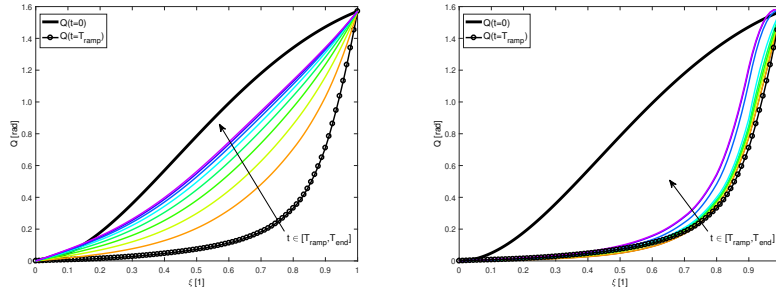 Q(t=0)
Q(t=T_ramp)
1.6
1.4
1.2
1.0
0.8
0.6
0.4
0.2
0
Q [rad]
t ∈ [T_ramp,T_end]
0 0.1 0.2 0.3 0.4 0.5 0.6 0.7 0.8 0.9 1
ξ [1]
Q(t=0)
Q(t=T_ramp)
1.6
1.4
1.2
1.0
0.8
0.6
0.4
0.2
0
Q [rad]
t ∈ [T_ramp,T_end]
0 0.1 0.2 0.3 0.4 0.5 0.6 0.7 0.8 0.9
ξ [1]